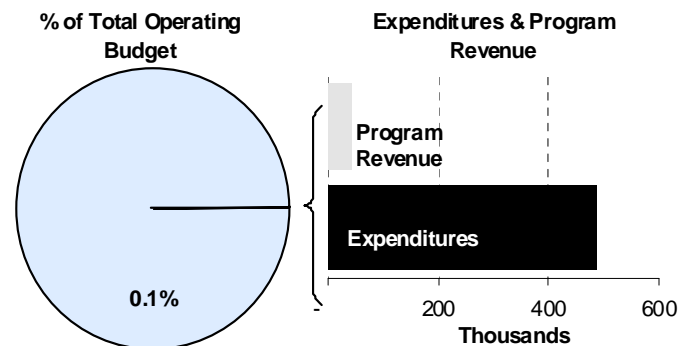 % of Total Operating
Budget
0.1%
Expenditures & Program
Revenue
Program
Revenue
Expenditures
-
200
400
600
Thousands